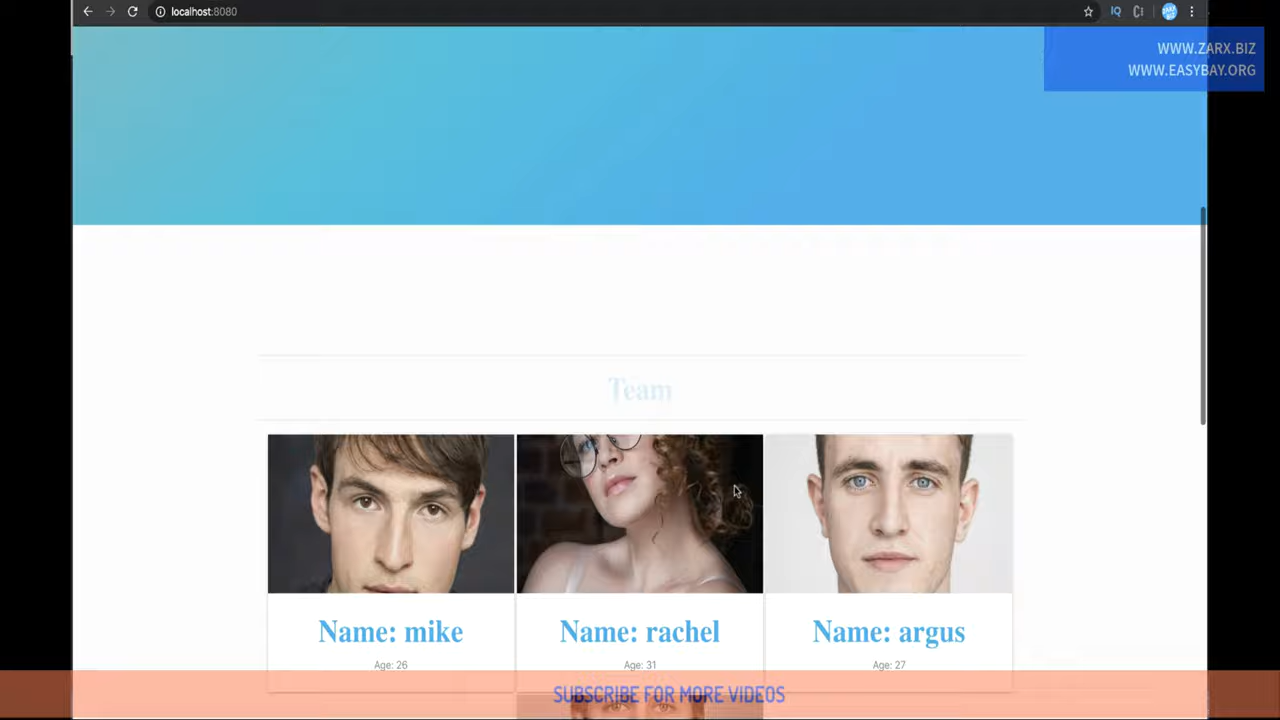 localhost:8080
IQ
WWW.ZARX.BIZ
WWW.EASYBAY.ORG
Team
Name: mike
Name: rachel
Name: argus
Age: 26
Age: 31
Age: 27
SUBSCRIBE FOR MORE VIDEOS